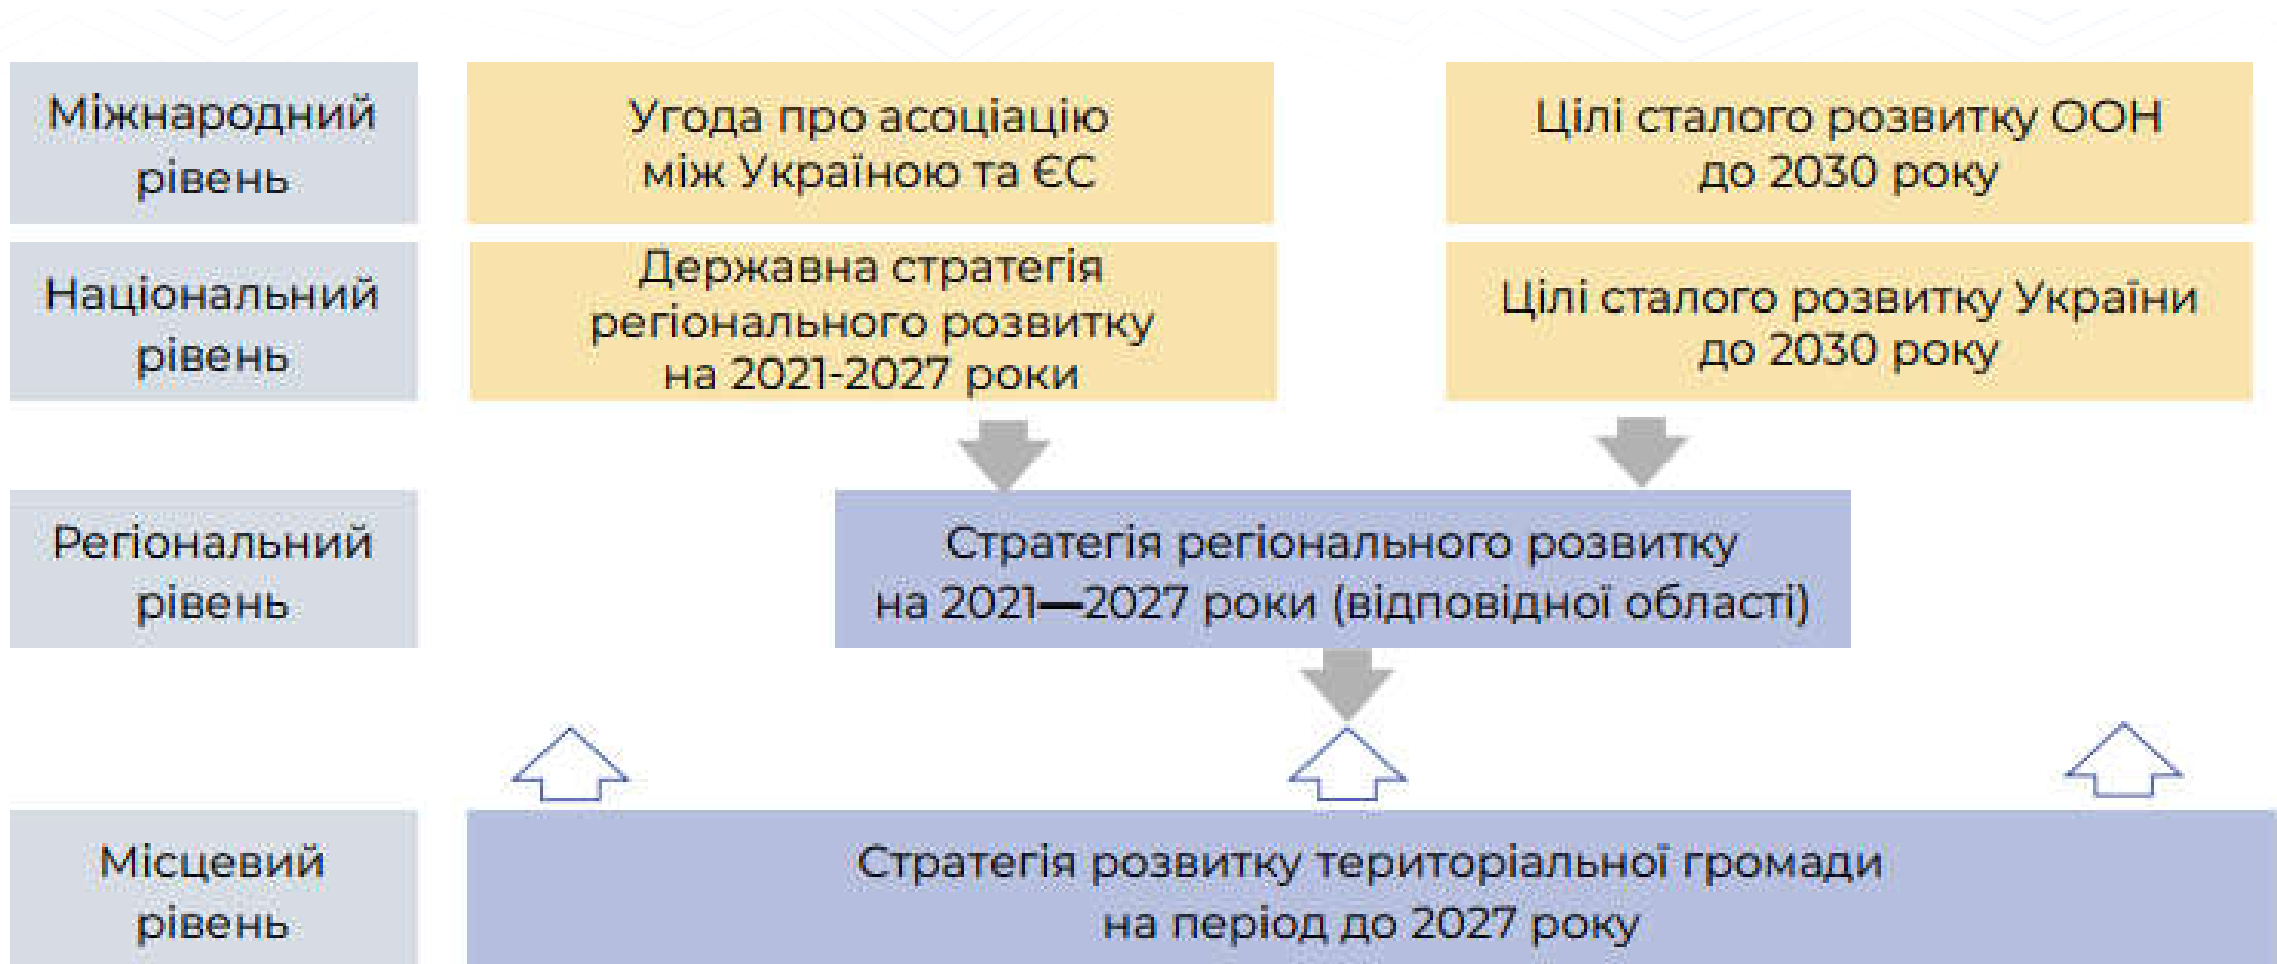 Міжнародний
рівень
Угода про асоціацію
між Україною та ЄС
Цілі сталого розвитку ООН
до 2030 року
Національний
рівень
Державна стратегія
регіонального розвитку
на 2021-2027 роки
Цілі сталого розвитку України
до 2030 року
Регіональний
рівень
Стратегія регіонального розвитку
на 2021—2027 роки (відповідної області)
Місцевий
рівень
Стратегія розвитку територіальної громади
на період до 2027 року